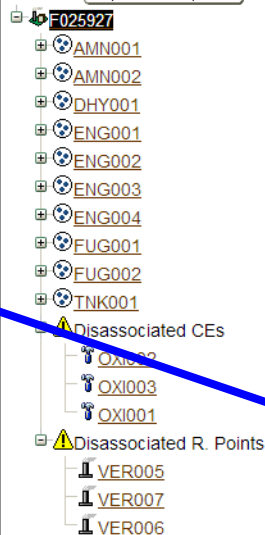 F025927
AMN001
AMN002
DHY001
ENG001
ENG002
ENG003
ENG004
FUG001
FUG002
TNK001
Disassociated CEs
OXI002
OXI003
OXI001
Disassociated R. Points
VER005
VER007
VER006